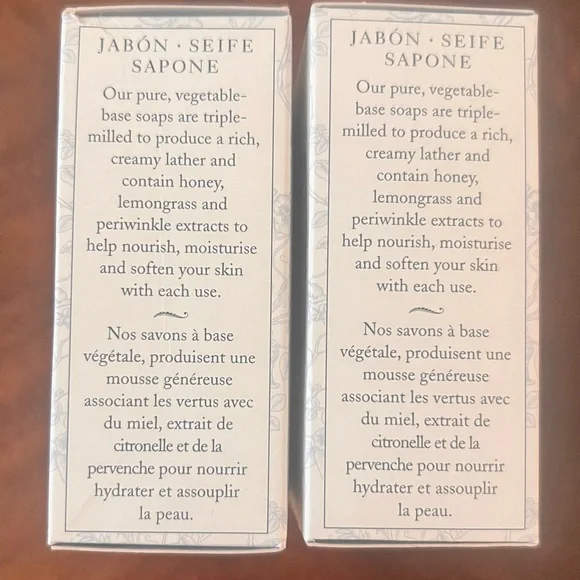 JABÓN · SEIFE
SAPONE
Our pure, vegetable-
base soaps are triple-
milled to produce a rich,
creamy lather and
contain honey,
lemongrass and
periwinkle extracts to
help nourish, moisturise
and soften your skin
with each use.
Nos savons à base
végétale, produisent une
mousse généreuse
associant les vertus avec
du miel, extrait de
citronelle et de la
pervenche pour nourrir
hydrater et assouplir
la peau.
JABÓN · SEIFE
SAPONE
Our pure, vegetable-
base soaps are triple-
milled to produce a rich,
creamy lather and
contain honey,
lemongrass and
periwinkle extracts to
help nourish, moisturise
and soften your skin
with each use.
Nos savons à base
végétale, produisent une
mousse généreuse
associant les vertus avec
du miel, extrait de
citronelle et de la
pervenche pour nourrir
hydrater et assouplir
la peau.